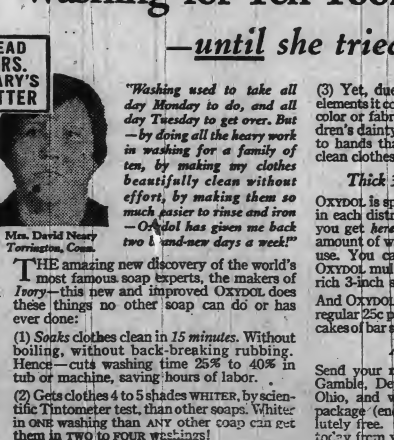 Washing for Ten Took
—until she tried
EAD
RS.
ARY'S
TTER
"Washing used to take all
day Monday to do, and all
day Tuesday to get over. But
—by doing all the heavy work
in washing for a family of
ten, by making my clothes
beautifully clean without
effort, by making them so
much easier to rinse and iron
—Oxydol has given me back
two brand-new days a week!"
Mrs. David Neary
Torrington, Conn.
THE amazing new discovery of the world's
most famous soap experts, the makers of
Ivory—this new and improved OXYDOL does
these things no other soap can do or has
ever done:
(1) Soaks clothes clean in 15 minutes. Without
boiling, without back-breaking rubbing.
Hence—cuts washing time 25% to 40% in
tub or machine, saving hours of labor.
(2) Gets clothes 4 to 5 shades WHITER, by scien-
tific Tintometer test, than other soaps. Whiter
in ONE washing than ANY other soap can get
them in TWO to FOUR washings!
(3) Yet, due
elements it co
color or fabr
dren's dainty
to hands tha
clean clothes
Thick 3
OXYDOL is sp
in each distr
you get here
amount of w
use. You ca
OXYDOL mul
rich 3-inch s
And OXYDOL
regular 25c p
cakes of bar s
Send your n
Gamble, De
Ohio, and w
package (en
lutely free.
today from y